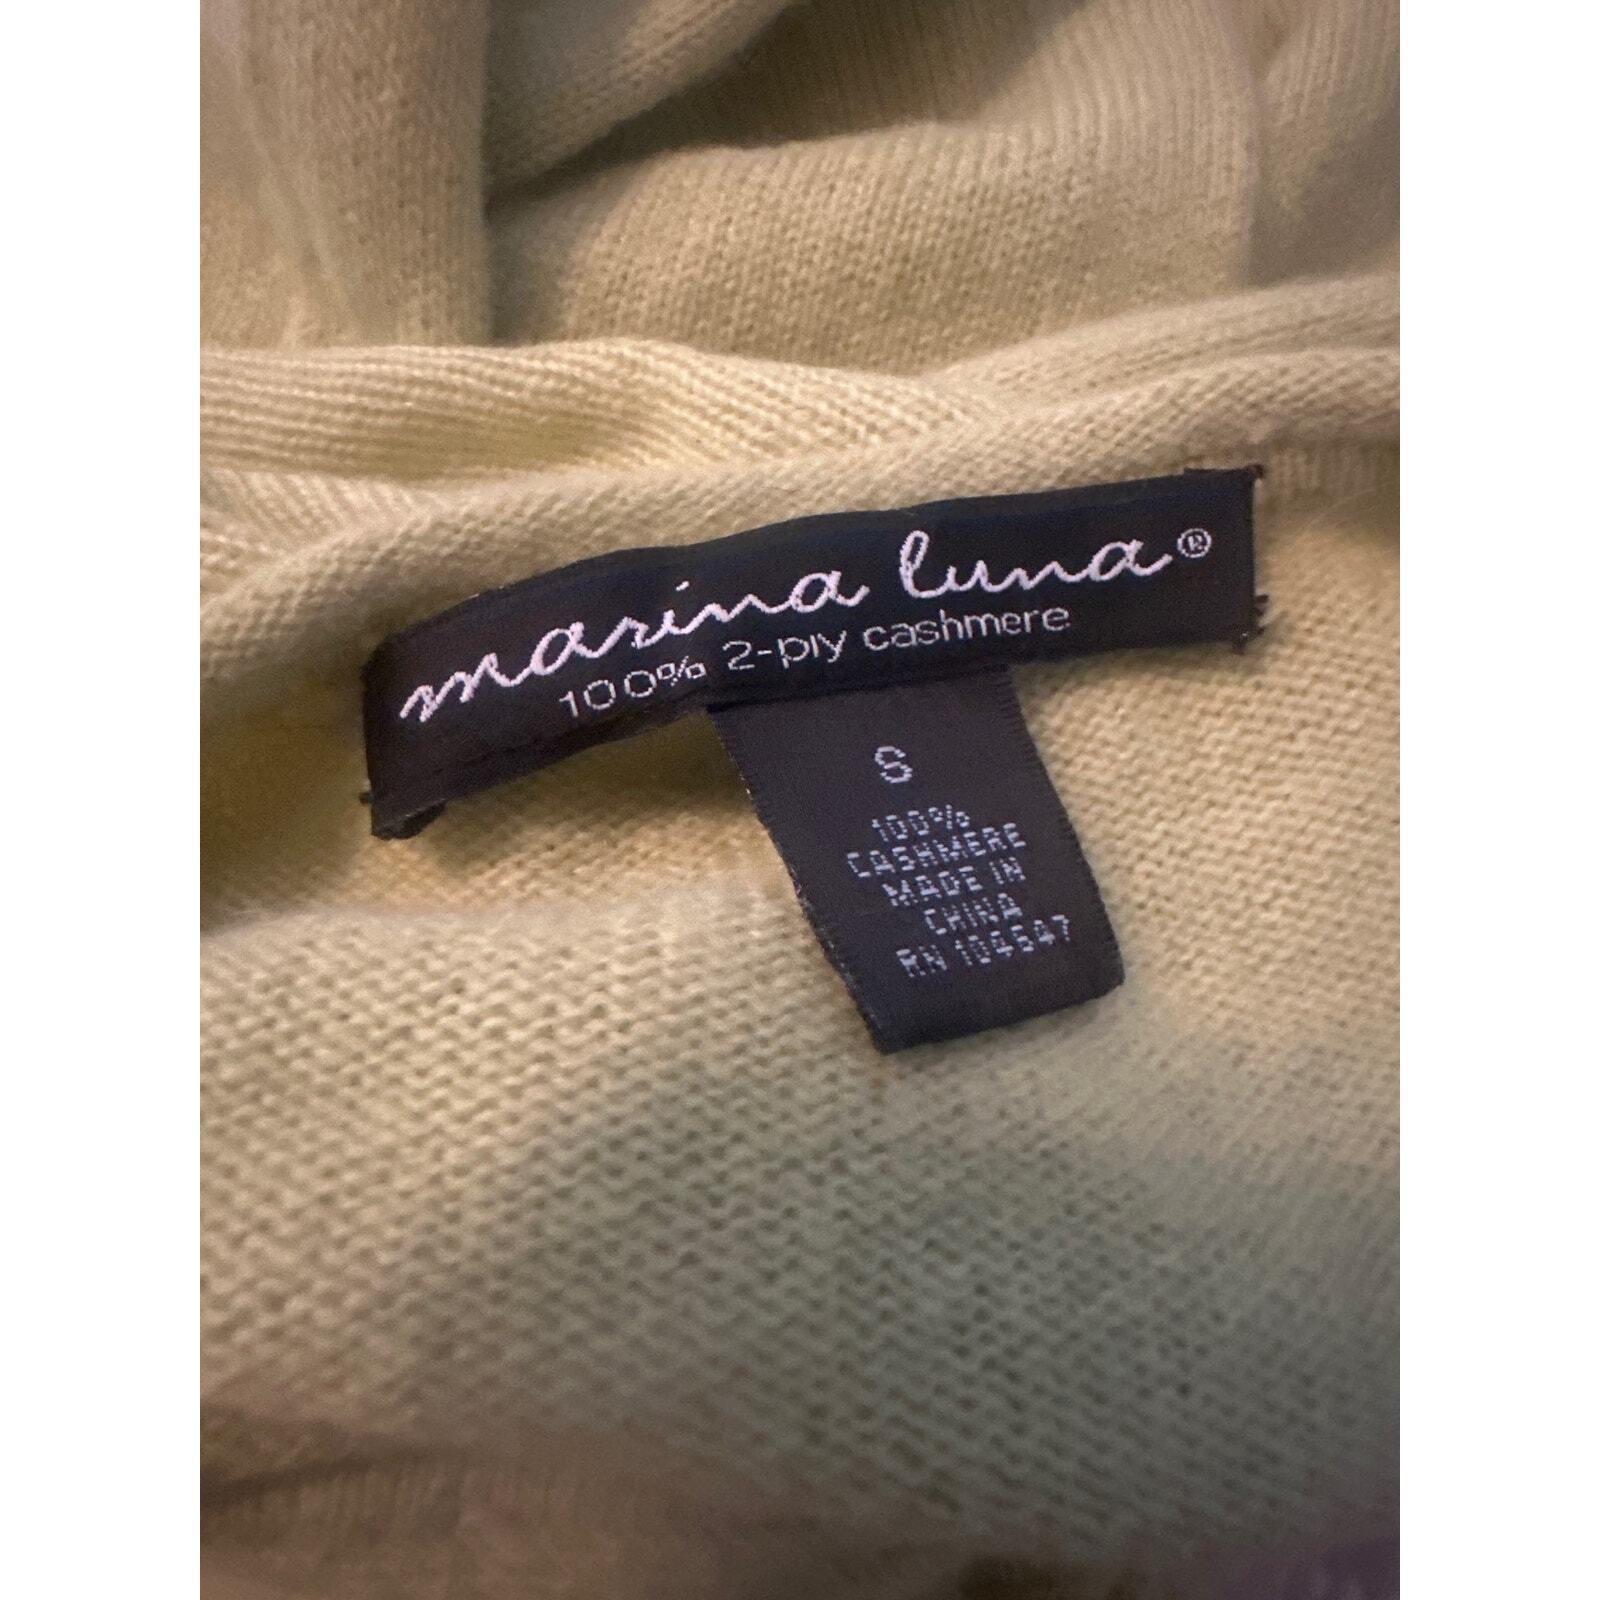 marina luna®
100% 2-ply cashmere
S
100%
CASHMERE
MADE IN
CHINA
RN 104647